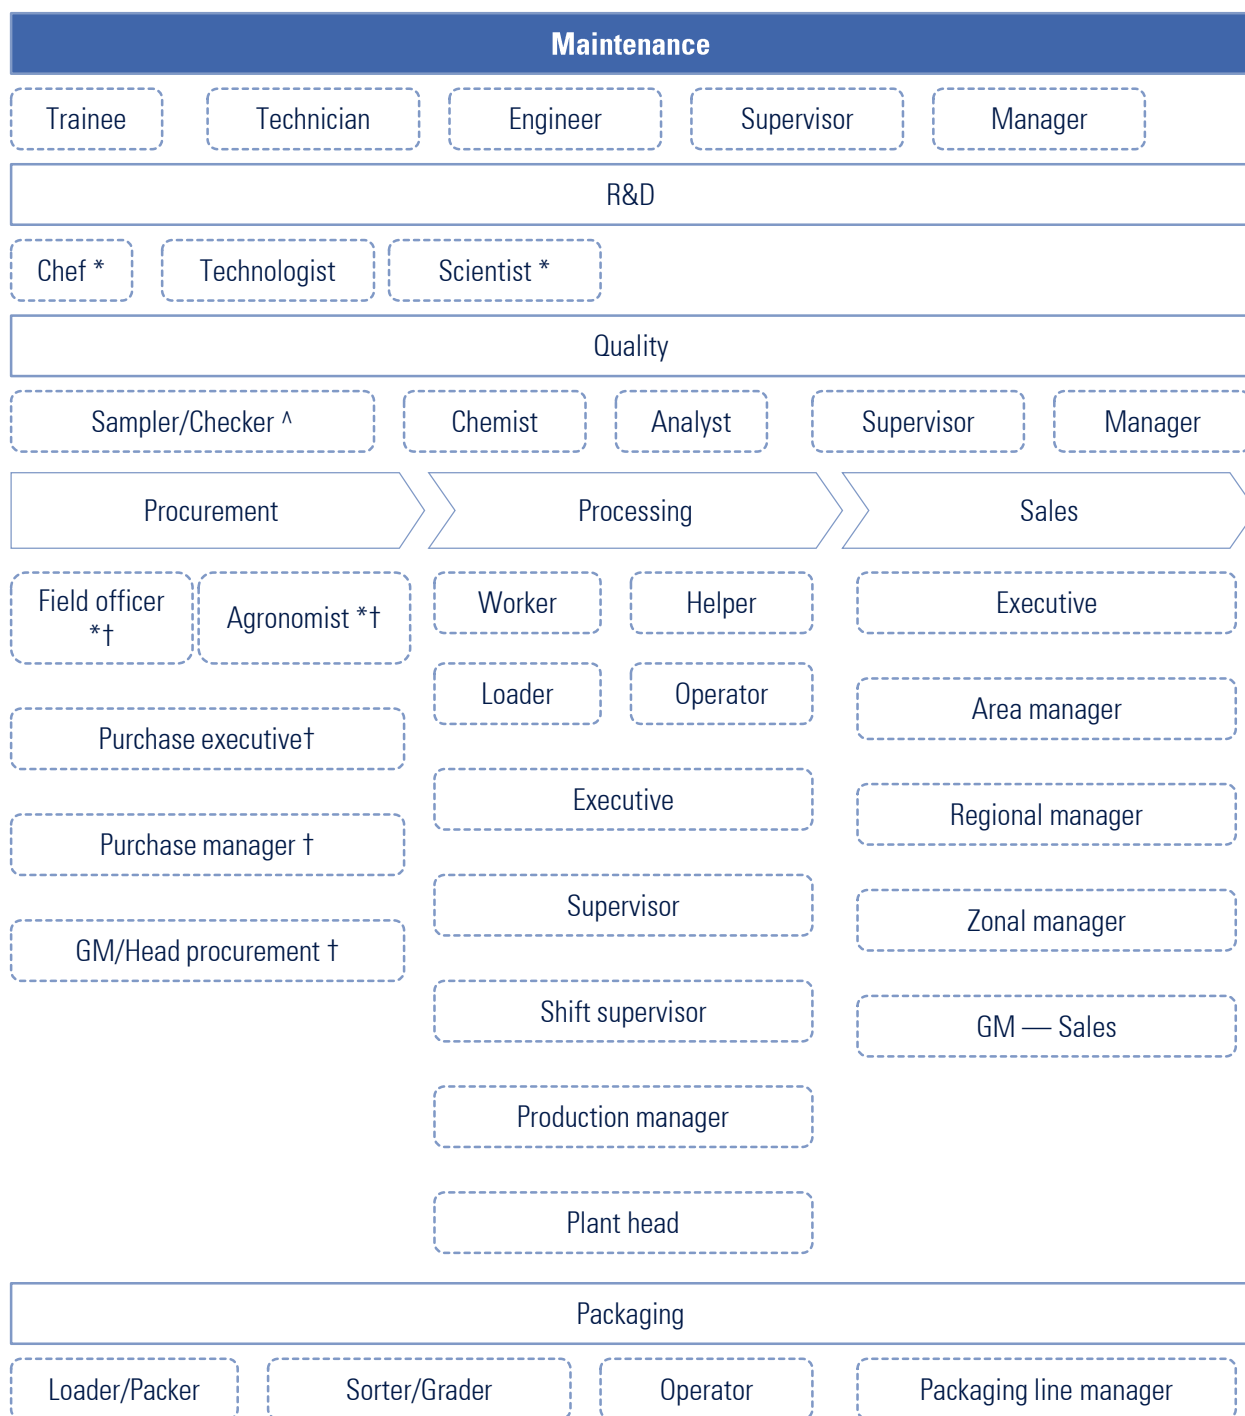 Maintenance
Trainee
Technician
Engineer
Supervisor
Manager
R&D
Chef *
Technologist
Scientist *
Quality
Sampler/Checker ^
Chemist
Analyst
Supervisor
Manager
Procurement
Processing
Sales
Field officer
*†
Agronomist *†
Purchase executive†
Purchase manager †
GM/Head procurement †
Worker
Helper
Loader
Operator
Executive
Supervisor
Shift supervisor
Production manager
Plant head
Executive
Area manager
Regional manager
Zonal manager
GM — Sales
Packaging
Loader/Packer
Sorter/Grader
Operator
Packaging line manager